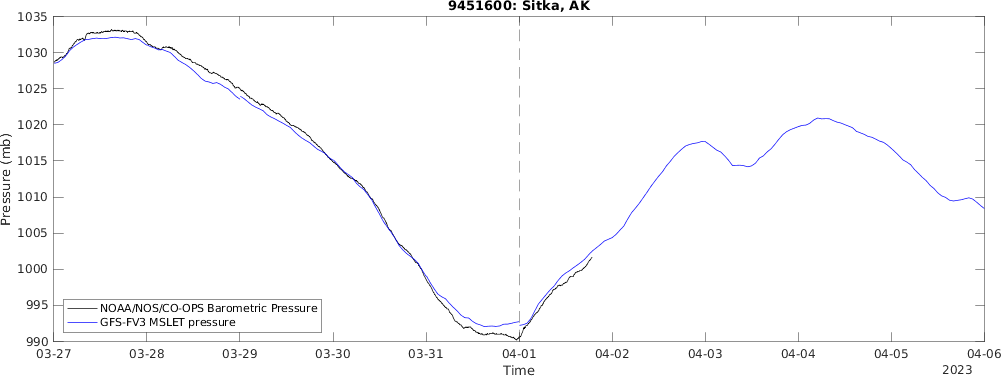 9451600: Sitka, AK
1035
1030
1025
1020
1015
1010
1005
1000
995
990
Pressure (mb)
NOAA/NOS/CO-OPS Barometric Pressure
GFS-FV3 MSLET pressure
03-27 03-28 03-29 03-30 03-31 04-01 04-02 04-03 04-04 04-05 04-06
Time
2023